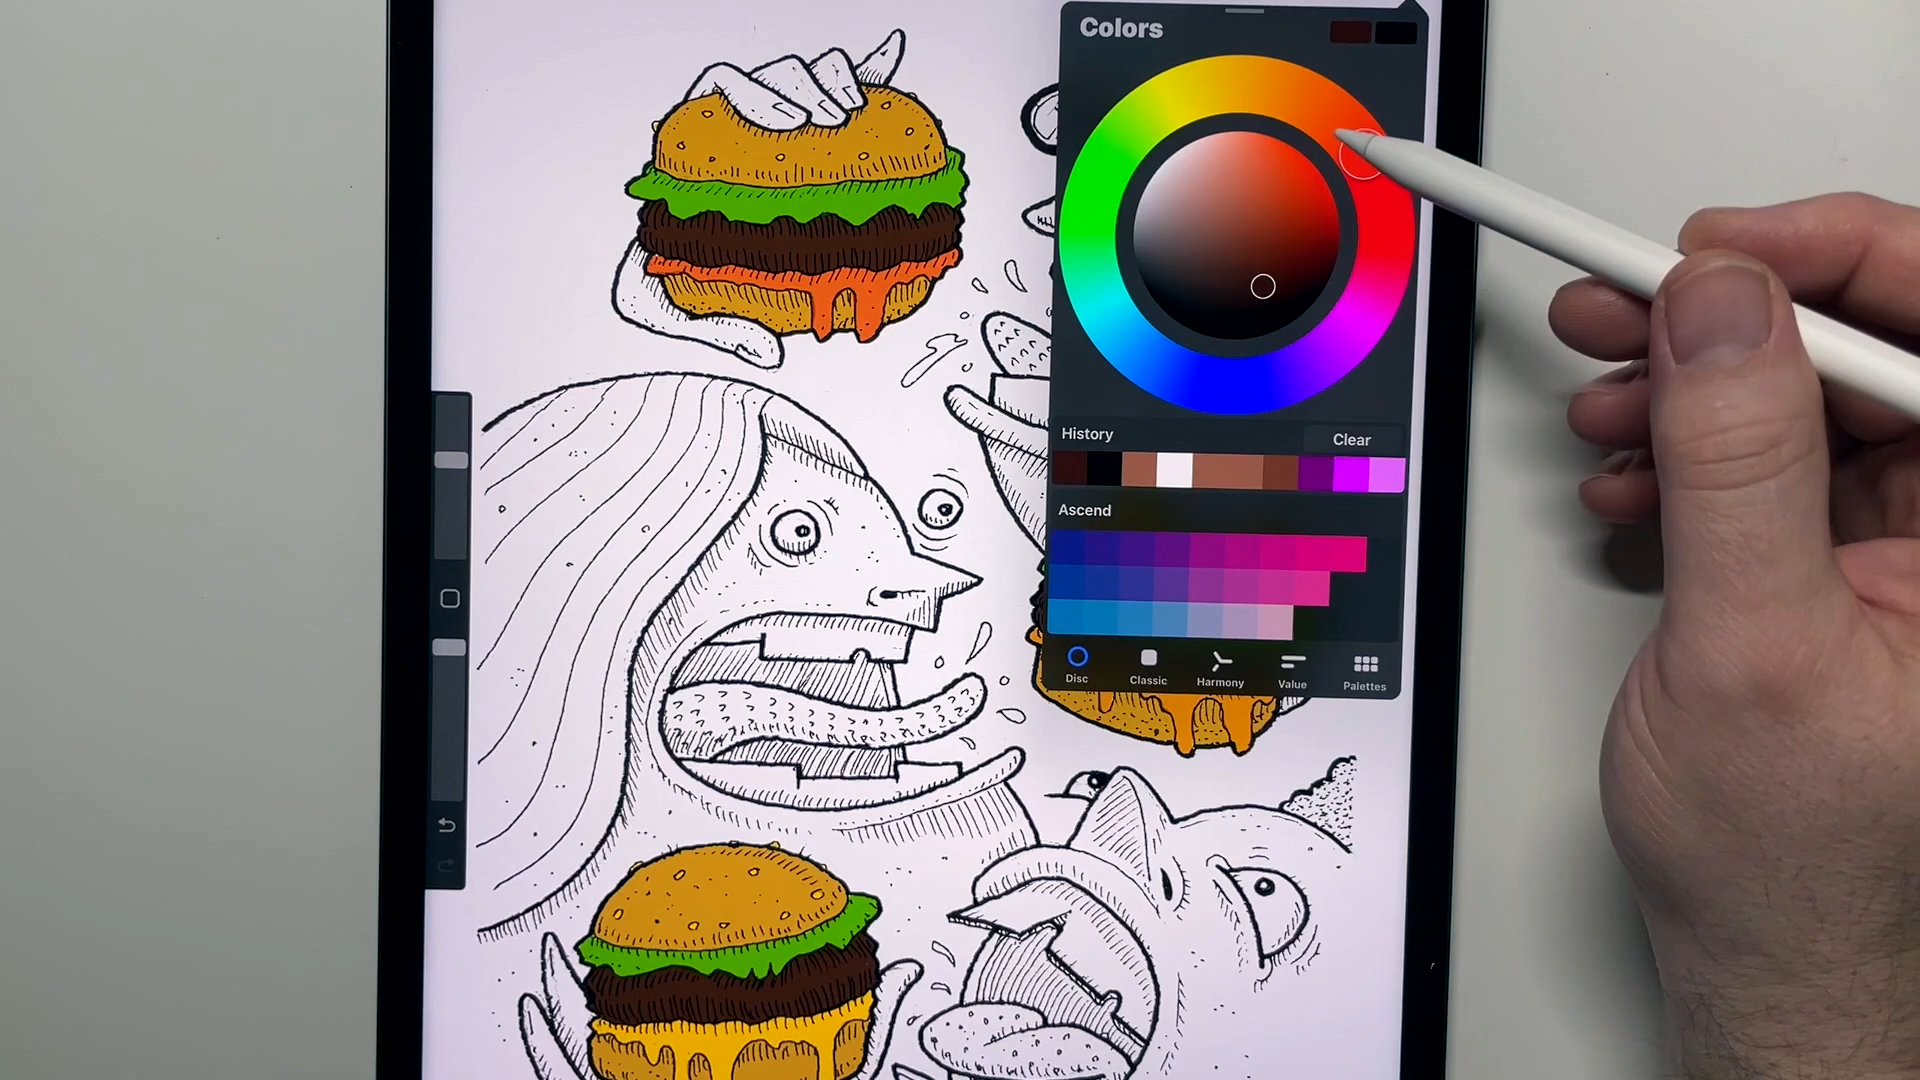 Colors
History
Clear
Ascend
Disc
Classic
Harmony
Value
Palettes